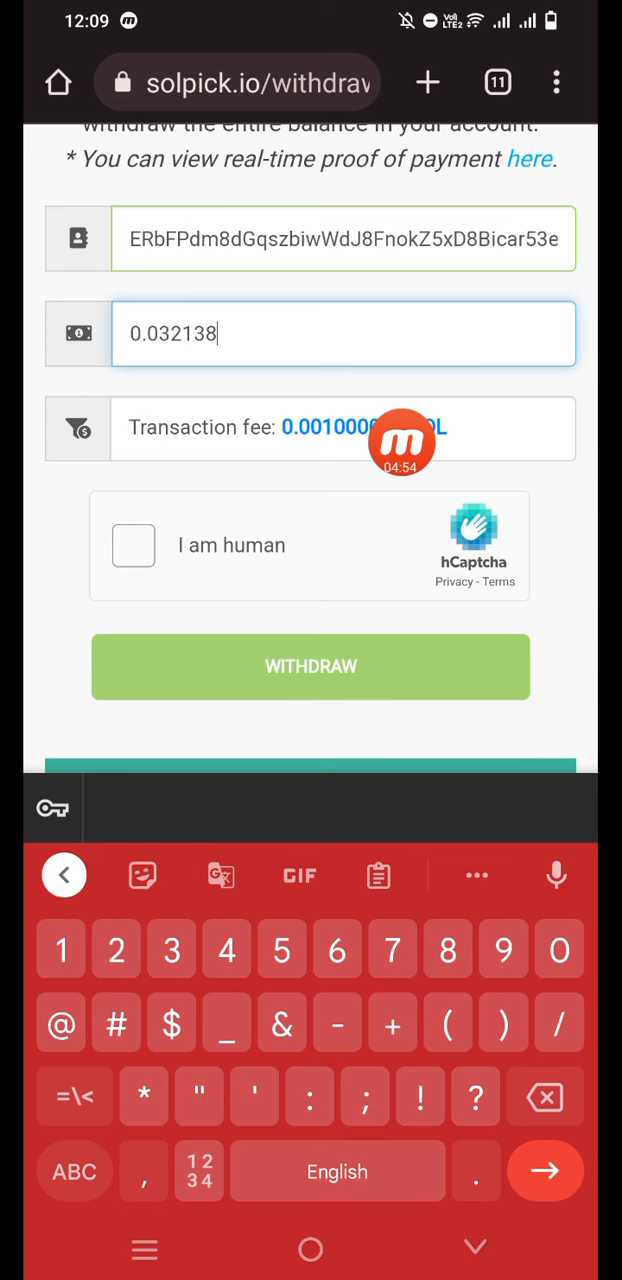 12:09
Vo) LTE2
solpick.io/withdraw
11
withdraw the entire balance in your account.
* You can view real-time proof of payment here.
ERbFPdm8dGqszbiwWdJ8FnokZ5xD8Bicar53e
0.032138
Transaction fee: 0.001000
04:54
I am human
hCaptcha
Privacy - Terms
WITHDRAW
GIF
1 2 3 4 5 6 7 8 9 0
@ # $ _ & - + ( ) /
=\< * " ' : ; ! ?
ABC , 12 34 English .